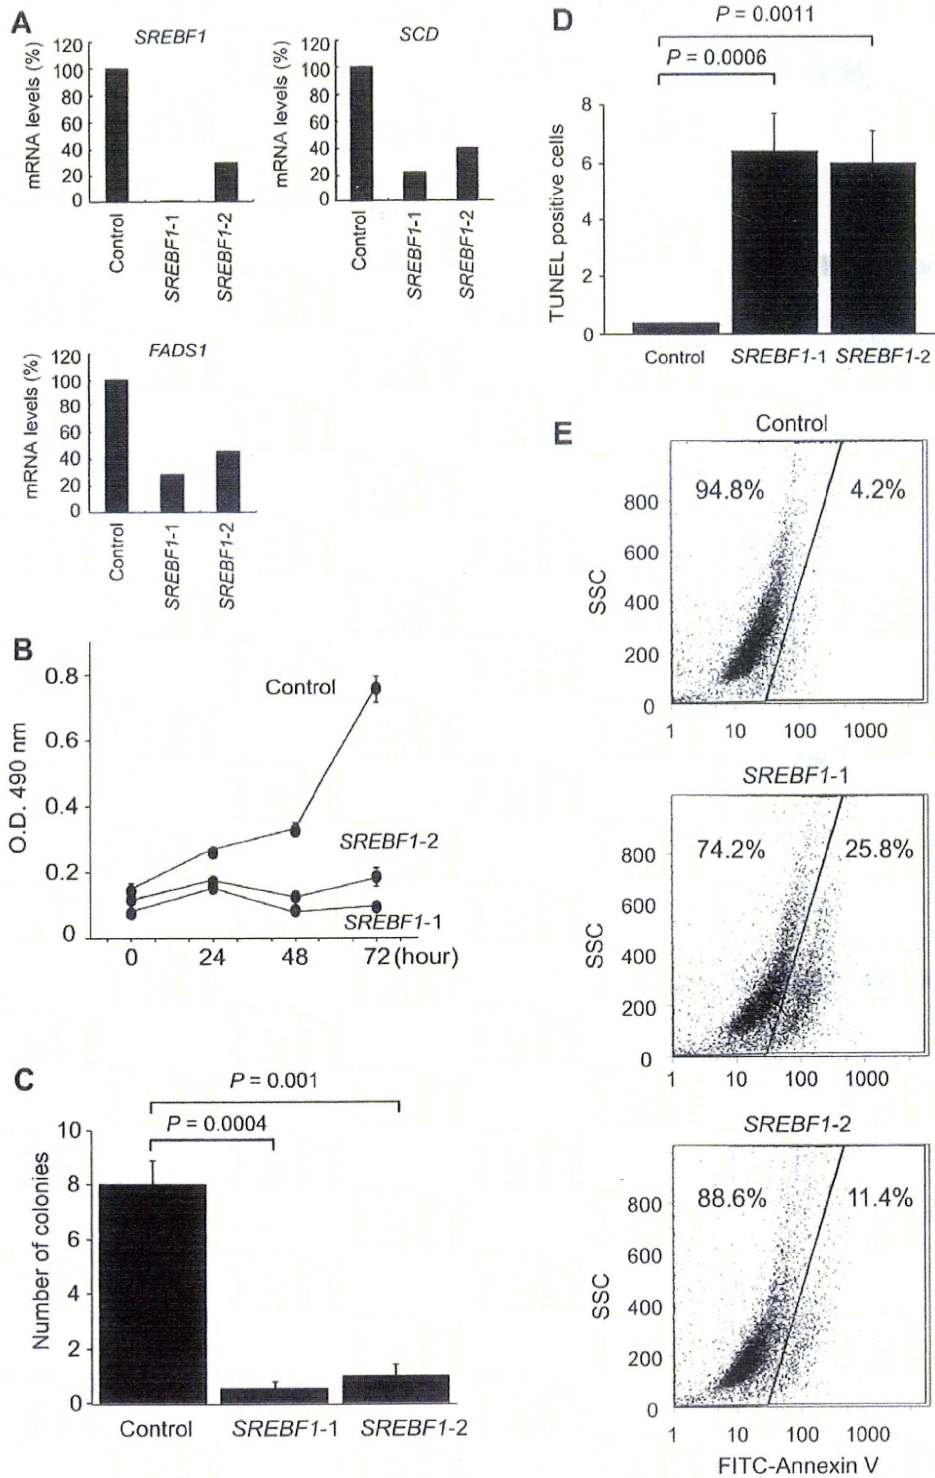 A
SREBF1
mRNA levels (%)
120
100
80
60
40
20
0
Control
SREBF1-1
SREBF1-2
SCD
mRNA levels (%)
120
100
80
60
40
20
0
Control
SREBF1-1
SREBF1-2
FADS1
mRNA levels (%)
120
100
80
60
40
20
0
Control
SREBF1-1
SREBF1-2
B
O.D. 490 nm
0.8
0.6
0.4
0.2
0
Control
SREBF1-2
SREBF1-1
0 24 48 72 (hour)
C
P = 0.001
P = 0.0004
Number of colonies
10
8
6
4
2
0
Control SREBF1-1 SREBF1-2
D
P = 0.0011
P = 0.0006
TUNEL positive cells
8
6
4
2
0
Control SREBF1-1 SREBF1-2
E
Control
94.8% 4.2%
SSC
800
600
400
200
0
1 10 100 1000
SREBF1-1
74.2% 25.8%
SSC
800
600
400
200
0
1 10 100 1000
SREBF1-2
88.6% 11.4%
SSC
800
600
400
200
0
1 10 100 1000
FITC-Annexin V